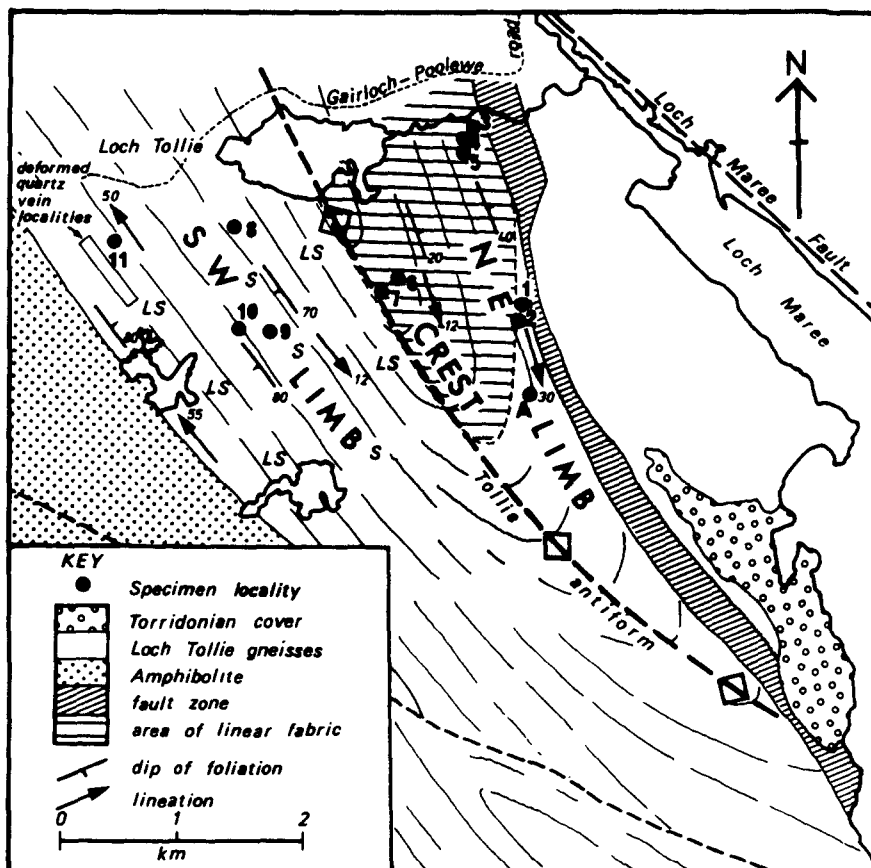 road
Gairloch-Poolewe
Loch Maree Fault
N
Loch Tollie
deformed
quartz
vein
localities
50
11
8
S W LIMB
S
LS
70
10
9
S
LS
80
12
S
LS
55
LS
LS
20
12
7
CREST
N E LIMB
40
30
A
Loch
Maree
Tollie
antiform
KEY
Specimen locality
Torridonian cover
Loch Tollie gneisses
Amphibolite
fault zone
area of linear fabric
dip of foliation
lineation
0 1 2
km